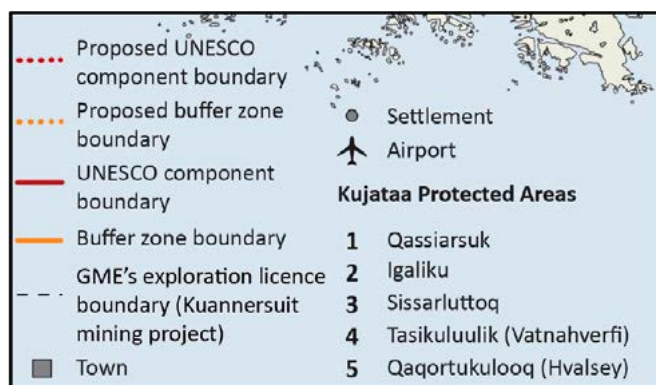 Proposed UNESCO
component boundary
Proposed buffer zone
boundary
UNESCO component
boundary
Buffer zone boundary
GME's exploration licence
boundary (Kuannersuit
mining project)
Town
Settlement
Airport
Kujataa Protected Areas
1 Qassiarsuk
2 Igaliku
3 Sissarluttoq
4 Tasikuluulik (Vatnahverfi)
5 Qaqortukulooq (Hvalsey)